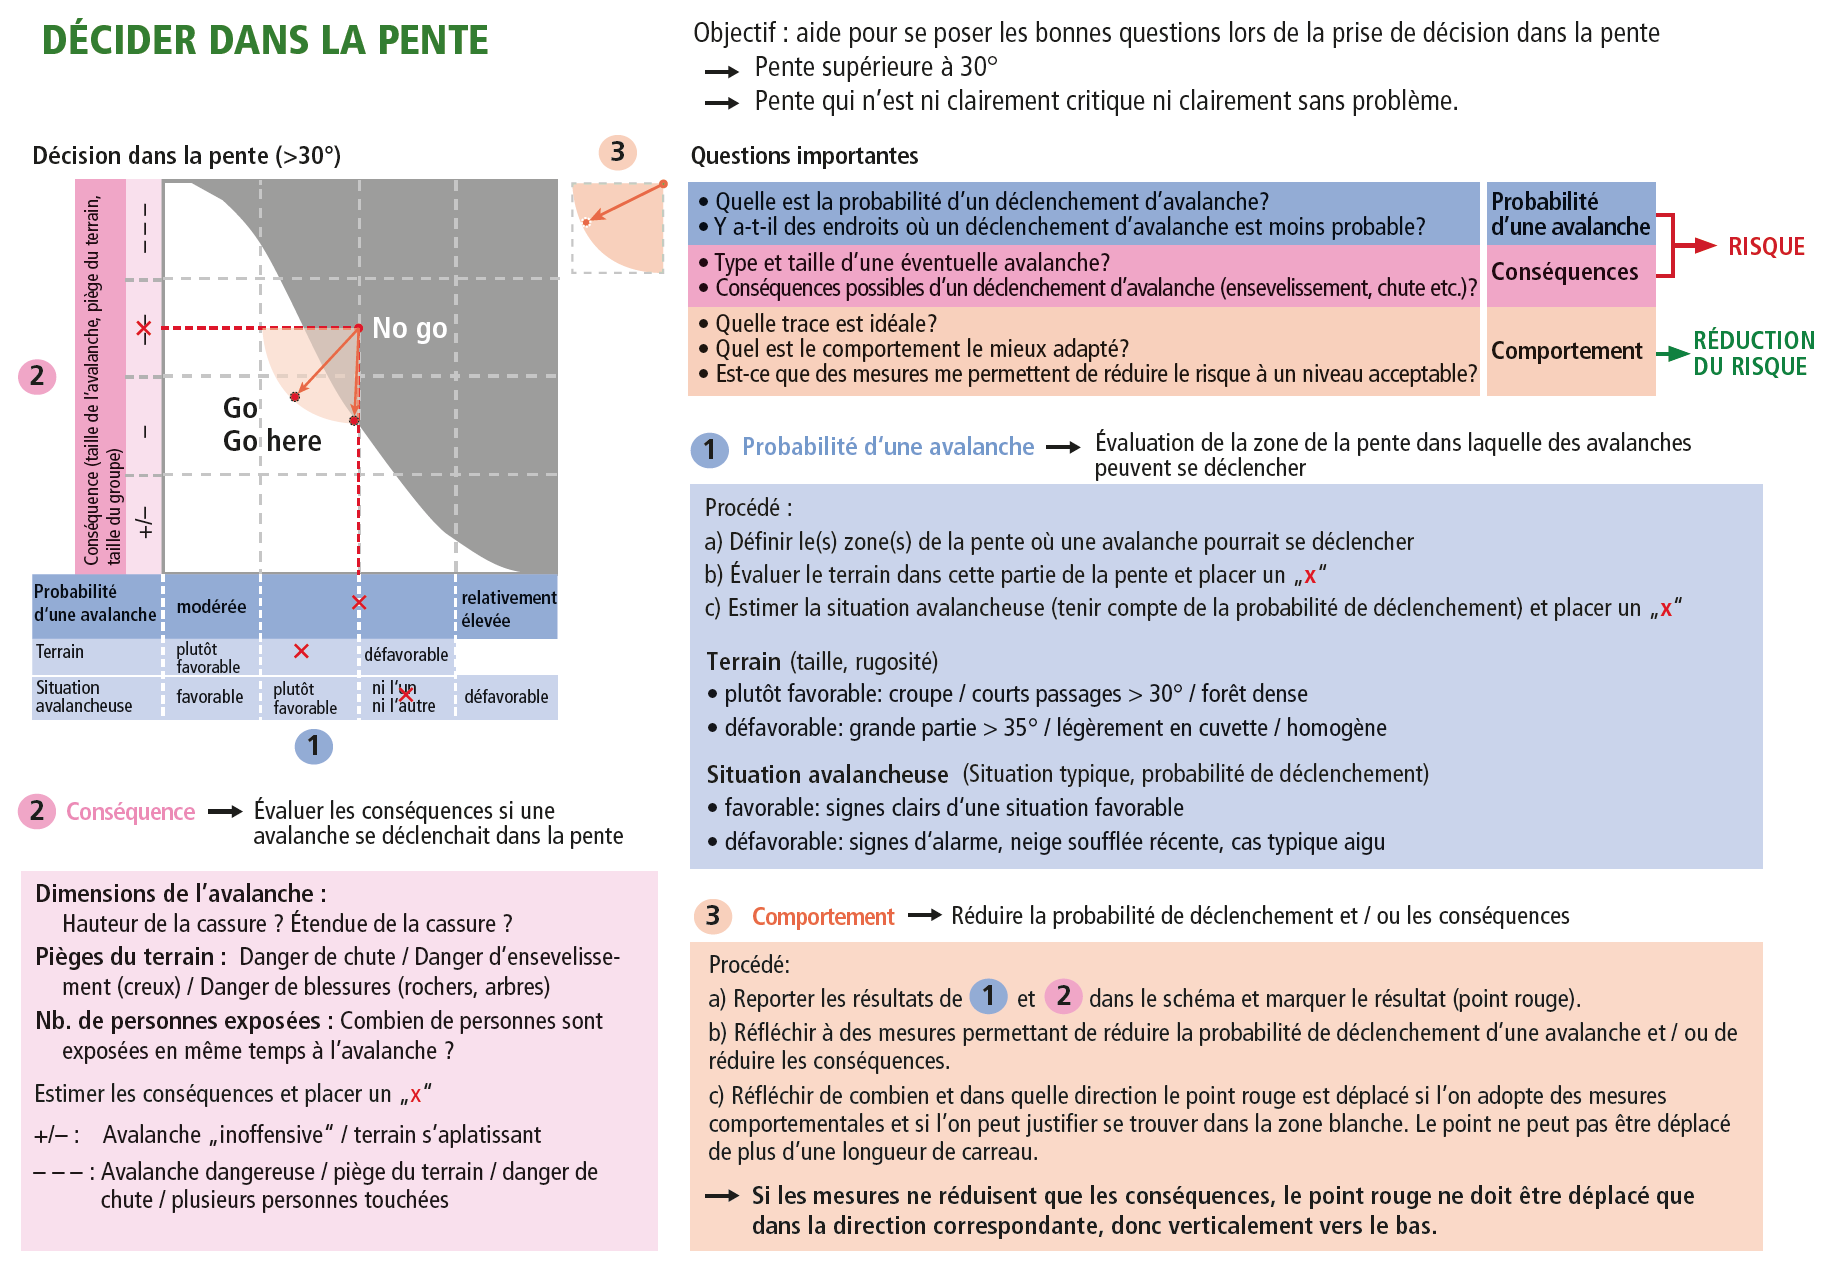 DÉCIDER DANS LA PENTE
Objectif : aide pour se poser les bonnes questions lors de la prise de décision dans la pente
Pente supérieure à 30°
Pente qui n’est ni clairement critique ni clairement sans problème.
Décision dans la pente (>30°)
3
Conséquence (taille de l’avalanche, piège du terrain,
taille du groupe)
– – –
– –
–
+/–
2
No go
Go
Go here
Probabilité
d’une avalanche
modérée
relativement
élevée
Terrain
plutôt
favorable
défavorable
Situation
avalancheuse
favorable
plutôt
favorable
ni l‘un
ni l’autre
défavorable
1
Questions importantes
• Quelle est la probabilité d’un déclenchement d’avalanche?
• Y a-t-il des endroits où un déclenchement d’avalanche est moins probable?
Probabilité
d’une avalanche
• Type et taille d’une éventuelle avalanche?
• Conséquences possibles d’un déclenchement d’avalanche (ensevelissement, chute etc.)?
Conséquences
RISQUE
• Quelle trace est idéale?
• Quel est le comportement le mieux adapté?
• Est-ce que des mesures me permettent de réduire le risque à un niveau acceptable?
Comportement
RÉDUCTION
DU RISQUE
1 Probabilité d‘une avalanche Évaluation de la zone de la pente dans laquelle des avalanches
peuvent se déclencher
Procédé :
a) Définir le(s) zone(s) de la pente où une avalanche pourrait se déclencher
b) Évaluer le terrain dans cette partie de la pente et placer un „x“
c) Estimer la situation avalancheuse (tenir compte de la probabilité de déclenchement) et placer un „x“
Terrain (taille, rugosité)
• plutôt favorable: croupe / courts passages > 30° / forêt dense
• défavorable: grande partie > 35° / légèrement en cuvette / homogène
Situation avalancheuse (Situation typique, probabilité de déclenchement)
• favorable: signes clairs d‘une situation favorable
• défavorable: signes d‘alarme, neige soufflée récente, cas typique aigu
2 Conséquence Évaluer les conséquences si une
avalanche se déclenchait dans la pente
Dimensions de l’avalanche :
Hauteur de la cassure ? Étendue de la cassure ?
Pièges du terrain : Danger de chute / Danger d’ensevelisse-
ment (creux) / Danger de blessures (rochers, arbres)
Nb. de personnes exposées : Combien de personnes sont
exposées en même temps à l’avalanche ?
Estimer les conséquences et placer un „x“
+/– : Avalanche „inoffensive“ / terrain s’aplatissant
– – – : Avalanche dangereuse / piège du terrain / danger de
chute / plusieurs personnes touchées
3 Comportement Réduire la probabilité de déclenchement et / ou les conséquences
Procédé:
a) Reporter les résultats de 1 et 2 dans le schéma et marquer le résultat (point rouge).
b) Réfléchir à des mesures permettant de réduire la probabilité de déclenchement d’une avalanche et / ou de
réduire les conséquences.
c) Réfléchir de combien et dans quelle direction le point rouge est déplacé si l’on adopte des mesures
comportementales et si l’on peut justifier se trouver dans la zone blanche. Le point ne peut pas être déplacé
de plus d’une longueur de carreau.
Si les mesures ne réduisent que les conséquences, le point rouge ne doit être déplacé que
dans la direction correspondante, donc verticalement vers le bas.